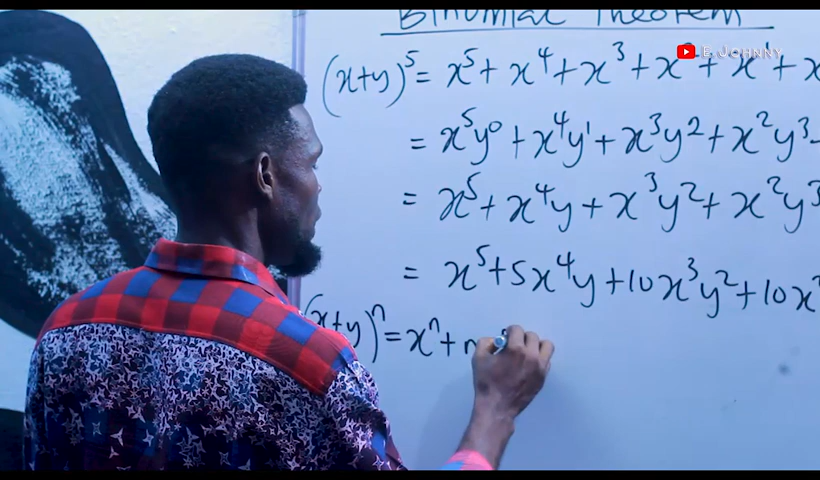 Binomial Theorem
E Johnny
(x+y)⁵ = x⁵ + x⁴ + x³ + x² + x¹ + x
= x⁵y⁰ + x⁴y¹ + x³y² + x²y³
= x⁵ + x⁴y + x³y² + x²y³
= x⁵ + 5x⁴y + 10x³y² + 10x²
(x+y)ⁿ = xⁿ + n